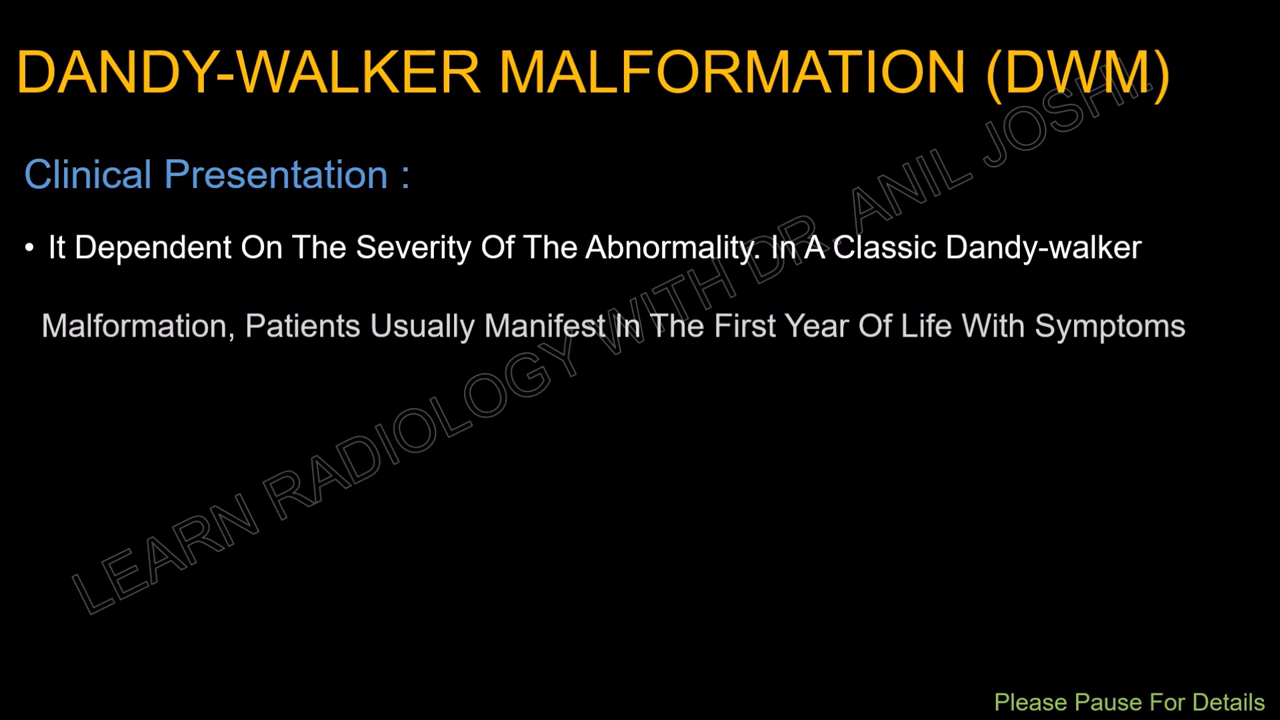 DANDY-WALKER MALFORMATION (DWM)
Clinical Presentation :
• It Dependent On The Severity Of The Abnormality. In A Classic Dandy-walker
Malformation, Patients Usually Manifest In The First Year Of Life With Symptoms
LEARN RADIOLOGY WITH DR. ANIL JOSHI.
Please Pause For Details